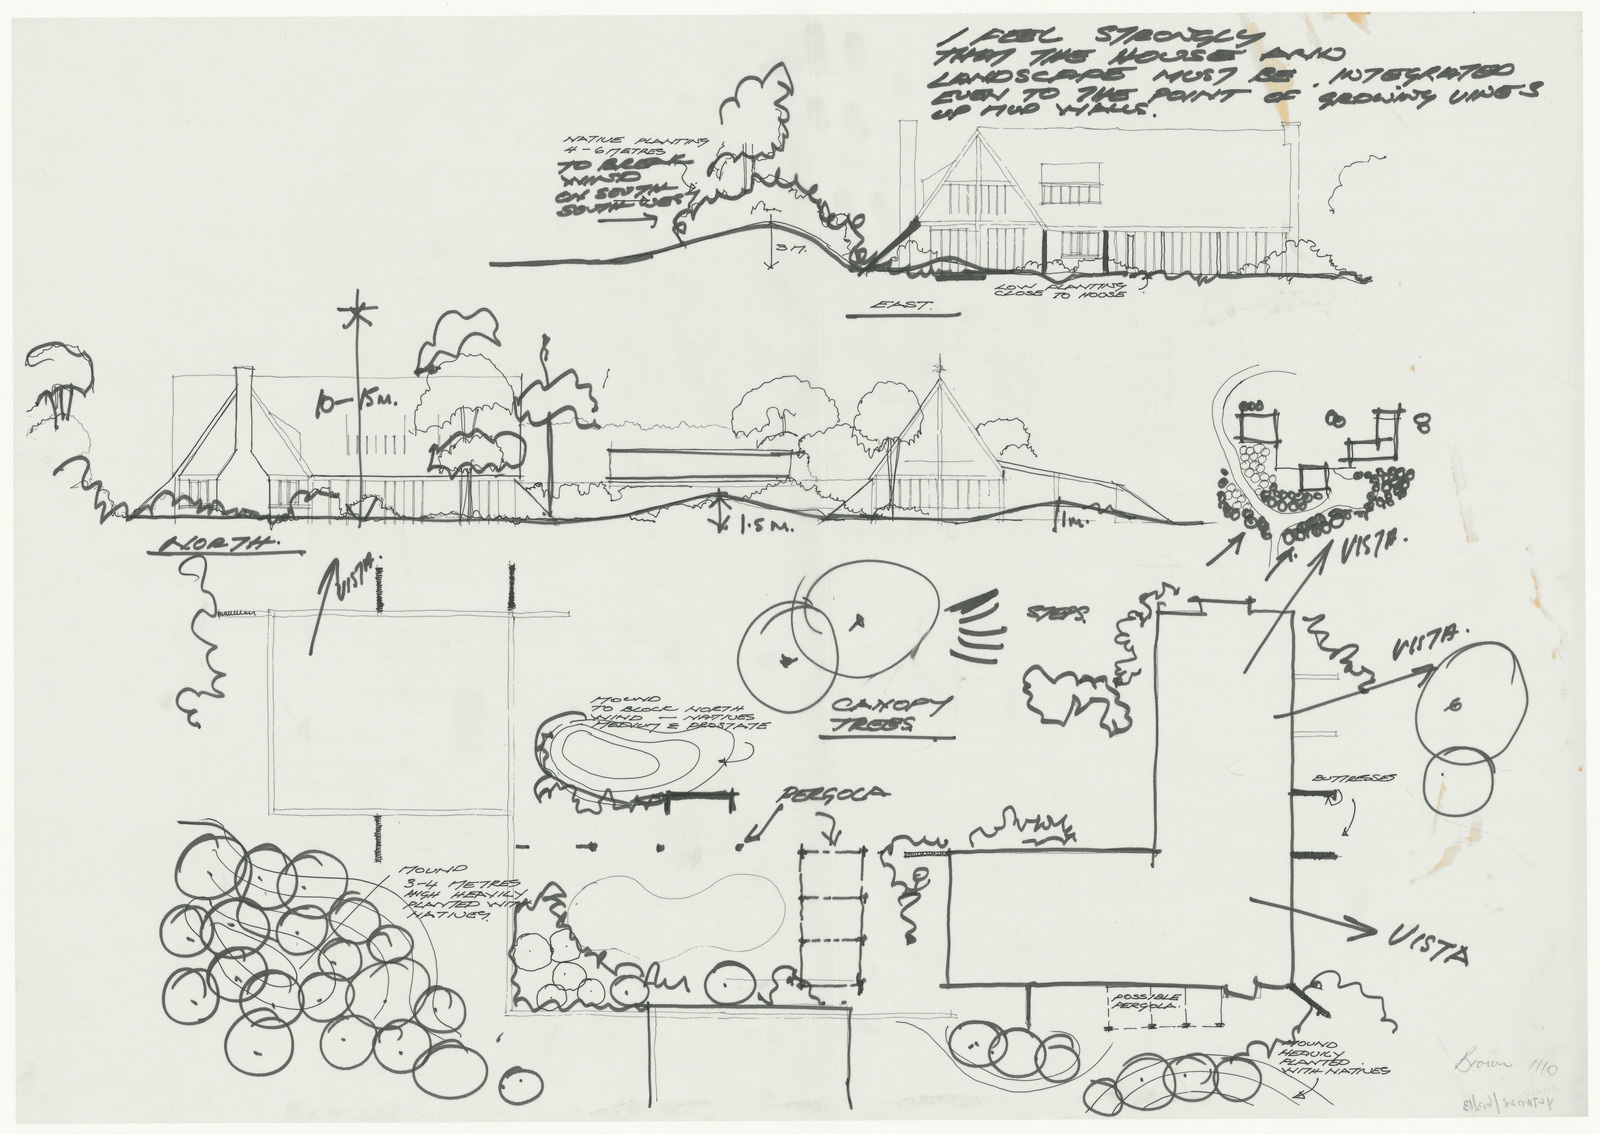 I FEEL STRONGLY
THAT THE HOUSE AND
LANDSCAPE MUST BE INTEGRATED
EVEN TO THE POINT OF GROWING VINES
UP MUD WALLS.
NATIVE PLANTING
4-6 METRES
TO BREAK
WIND
ON SOUTH
SOUTH WEST
3M.
LOW PLANTING
CLOSE TO HOUSE
EAST.
10-15M.
1.5M.
1M.
NORTH.
VISTA.
VISTA.
STEPS.
VISTA.
MOUND
TO BLOCK NORTH
WIND - NATIVES
MEDIUM & PROSTATE
CANOPY
TREES
BUTTRESSES
PERGOLA
MOUND
3-4 METRES
HIGH HEAVILY
PLANTED WITH
NATIVES.
VISTA
POSSIBLE
PERGOLA.
MOUND
HEAVILY
PLANTED
WITH NATIVES
Brown 1110